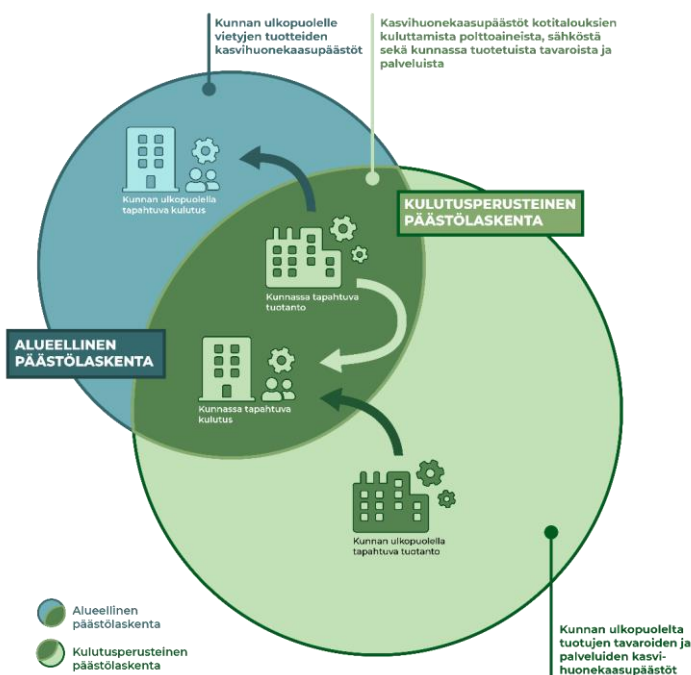 Kunnan ulkopuolelle
vietyjen tuotteiden
kasvihuonekaasupäästöt
Kasvihuonekaasupäästöt kotitalouksien
kuluttamista polttoaineista, sähköstä
sekä kunnassa tuotetuista tavaroista ja
palveluista
Kunnan ulkopuolella
tapahtuva kulutus
KULUTUSPERUSTEINEN
PÄÄSTÖLASKENTA
Kunnassa tapahtuva
tuotanto
ALUEELLINEN
PÄÄSTÖLASKENTA
Kunnassa tapahtuva
kulutus
Kunnan ulkopuolella
tapahtuva tuotanto
Alueellinen
päästölaskenta
Kulutusperusteinen
päästölaskenta
Kunnan ulkopuolelta
tuotujen tavaroiden ja
palveluiden kasvi-
huonekaasupäästöt